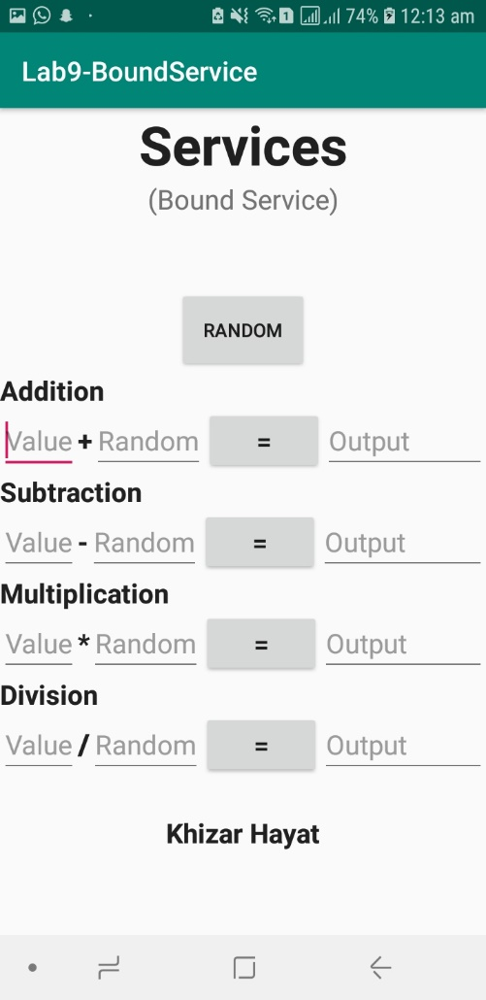 74% 12:13 am
Lab9-BoundService
Services
(Bound Service)
RANDOM
Addition
Value + Random = Output
Subtraction
Value - Random = Output
Multiplication
Value * Random = Output
Division
Value / Random = Output
Khizar Hayat